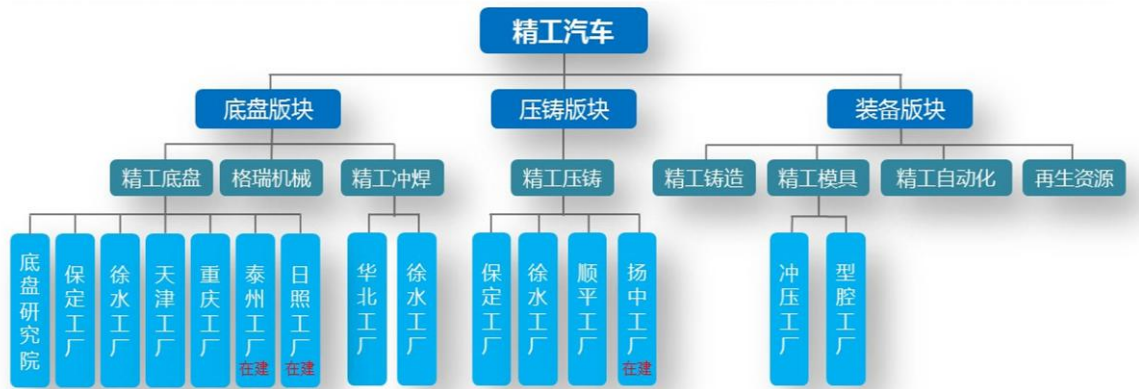 精工汽车
底盘版块
压铸版块
装备版块
精工底盘
格瑞机械
精工冲焊
精工压铸
精工铸造
精工模具
精工自动化
再生资源
底盘研究院
保定工厂
徐水工厂
天津工厂
重庆工厂
泰州工厂
在建
日照工厂
在建
华北工厂
徐水工厂
保定工厂
徐水工厂
顺平工厂
扬中工厂
在建
冲压工厂
型腔工厂